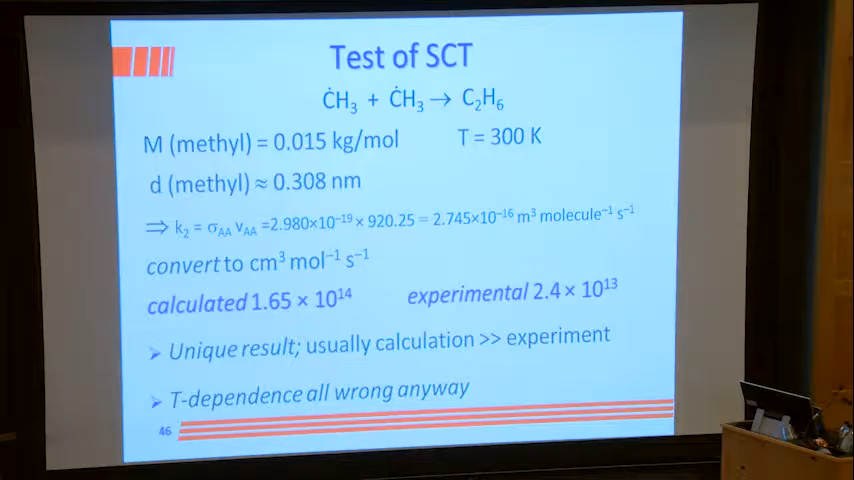 Test of SCT
ĊH₃ + ĊH₃ → C₂H₆
M (methyl) = 0.015 kg/mol T = 300 K
d (methyl) ≈ 0.308 nm
⇒ k₂ = σ_AA v_AA =2.980×10⁻¹⁹ × 920.25 = 2.745×10⁻¹⁶ m³ molecule⁻¹ s⁻¹
convert to cm³ mol⁻¹ s⁻¹
calculated 1.65 × 10¹⁴ experimental 2.4 × 10¹³
➤ Unique result; usually calculation >> experiment
➤ T-dependence all wrong anyway
46